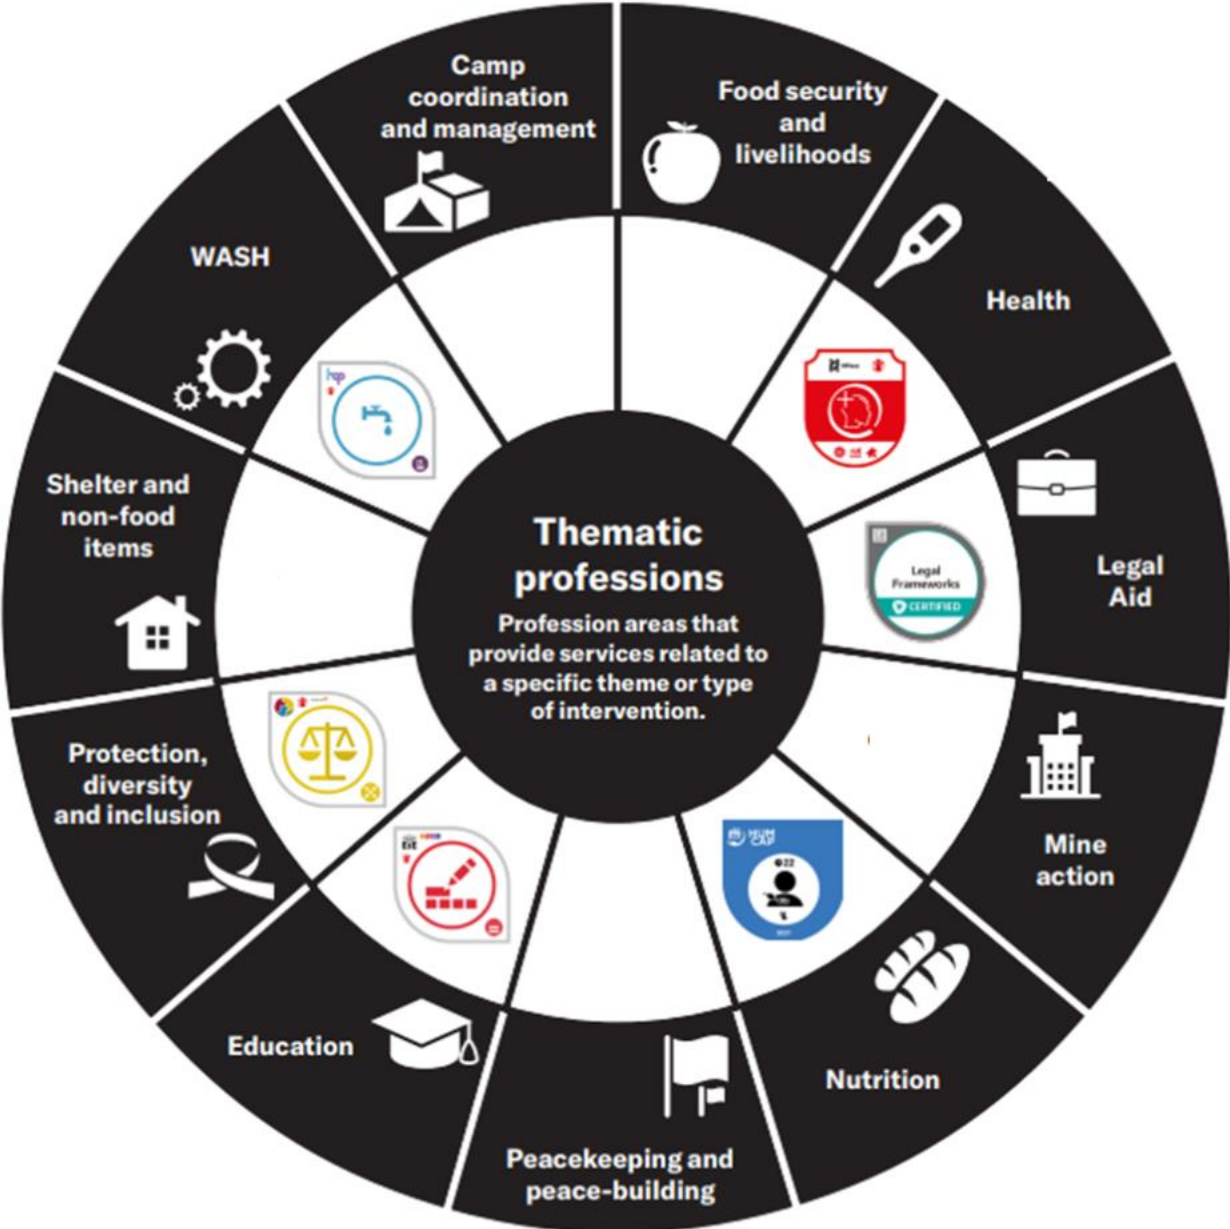 Camp
coordination
and management
Food security
and
livelihoods
Health
Legal
Aid
Mine
action
Nutrition
Peacekeeping and
peace-building
Education
Protection,
diversity
and inclusion
Shelter and
non-food
items
WASH
Thematic
professions
Profession areas that
provide services related to
a specific theme or type
of intervention.
Legal
Frameworks
CERTIFIED
HUM
CAP